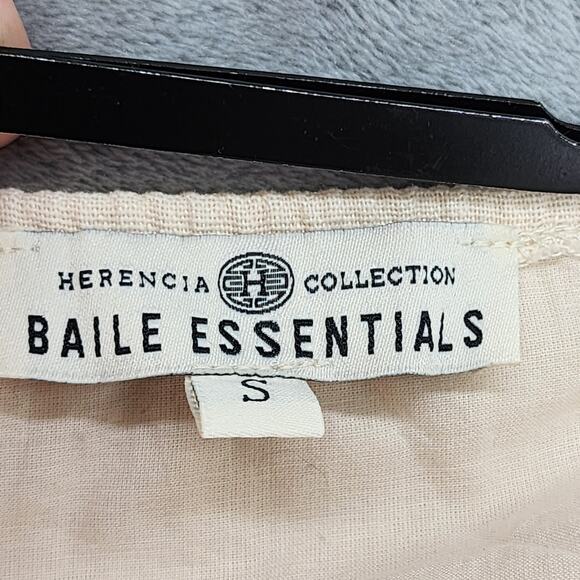 HERENCIA H COLLECTION
BAILE ESSENTIALS
S